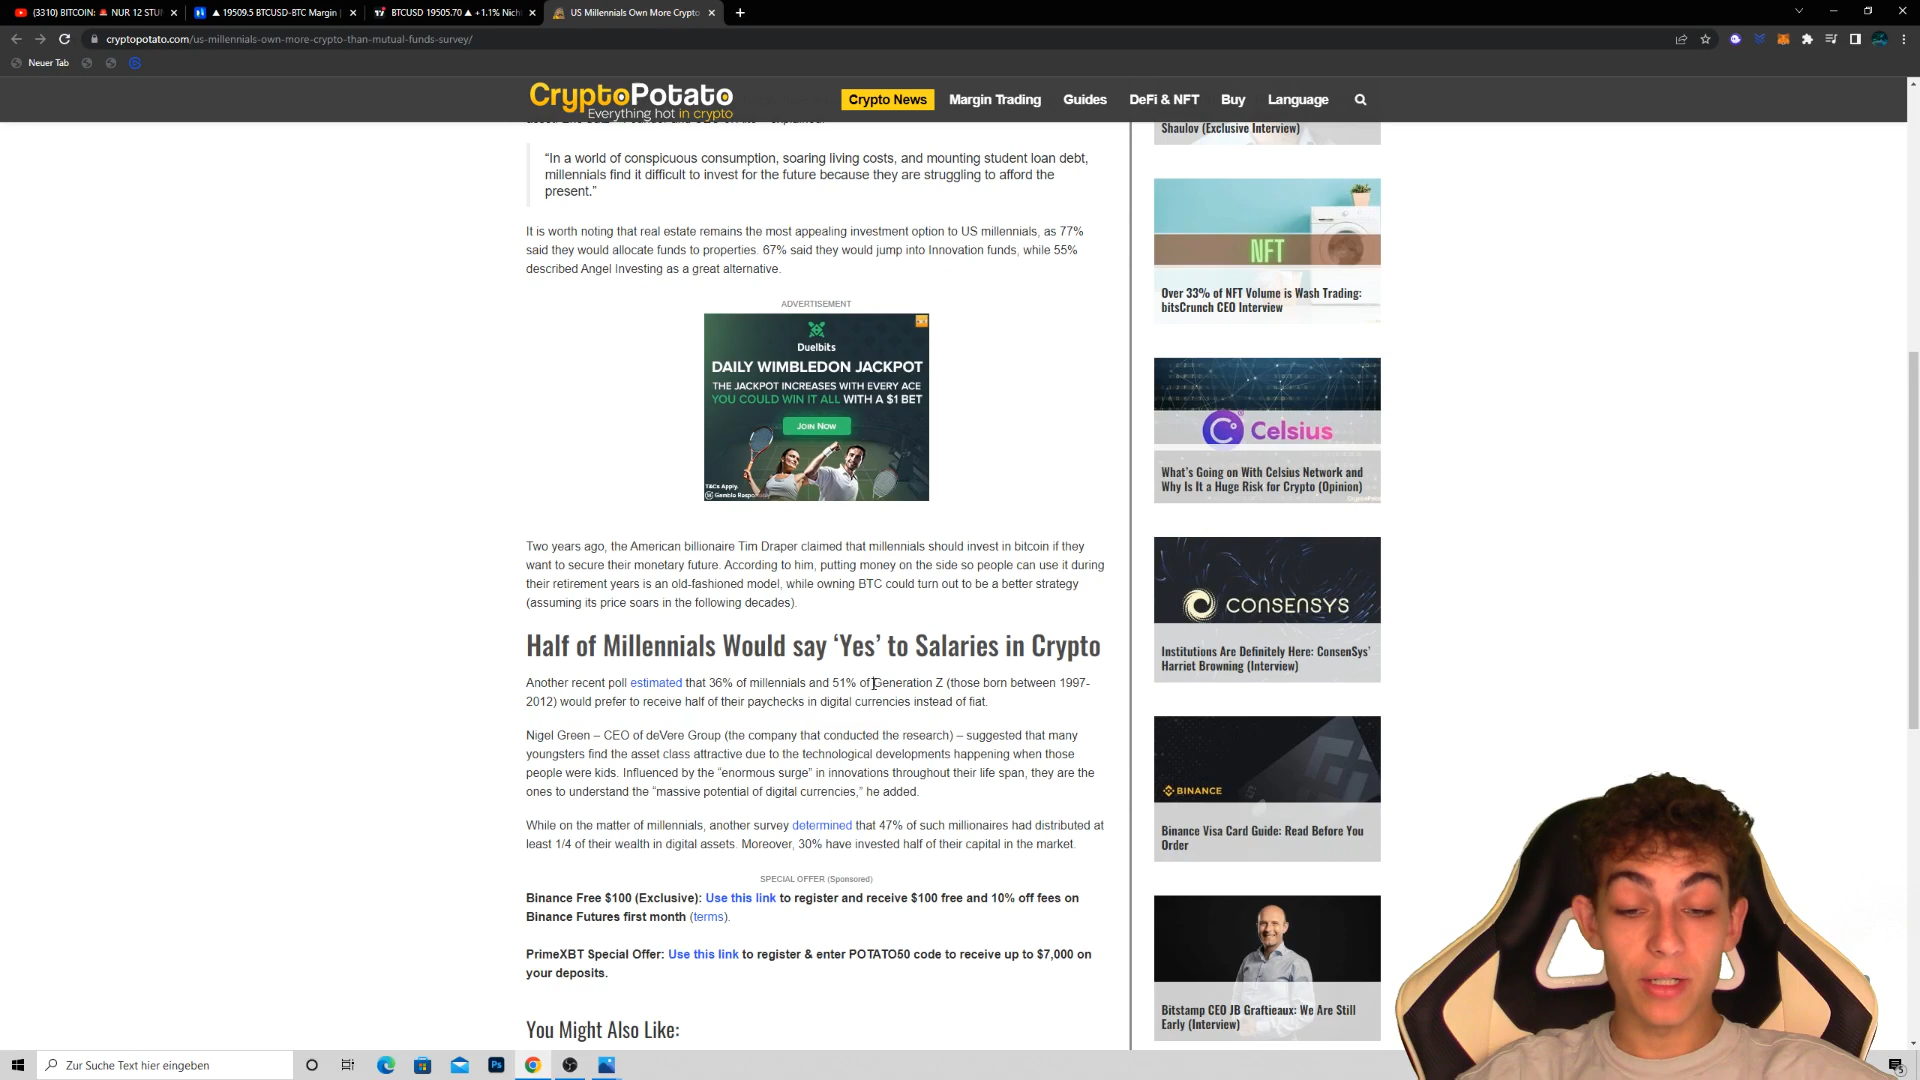 (3310) BITCOIN: 🚨 NUR 12 STU
▲ 19509.5 BTCUSD-BTC Margin |
BTCUSD 19505.70 ▲ +1.1% Nich
US Millennials Own More Crypto
cryptopotato.com/us-millennials-own-more-crypto-than-mutual-funds-survey/
Neuer Tab
CryptoPotato
Everything hot in crypto
Crypto News
Margin Trading
Guides
DeFi & NFT
Buy
Language
“In a world of conspicuous consumption, soaring living costs, and mounting student loan debt,
millennials find it difficult to invest for the future because they are struggling to afford the
present.”
It is worth noting that real estate remains the most appealing investment option to US millennials, as 77%
said they would allocate funds to properties. 67% said they would jump into Innovation funds, while 55%
described Angel Investing as a great alternative.
ADVERTISEMENT
Duelbits
DAILY WIMBLEDON JACKPOT
THE JACKPOT INCREASES WITH EVERY ACE
YOU COULD WIN IT ALL WITH A $1 BET
JOIN NOW
T&Cs Apply.
Two years ago, the American billionaire Tim Draper claimed that millennials should invest in bitcoin if they
want to secure their monetary future. According to him, putting money on the side so people can use it during
their retirement years is an old-fashioned model, while owning BTC could turn out to be a better strategy
(assuming its price soars in the following decades).
Half of Millennials Would say ‘Yes’ to Salaries in Crypto
Another recent poll estimated that 36% of millennials and 51% of Generation Z (those born between 1997-
2012) would prefer to receive half of their paychecks in digital currencies instead of fiat.
Nigel Green – CEO of deVere Group (the company that conducted the research) – suggested that many
youngsters find the asset class attractive due to the technological developments happening when those
people were kids. Influenced by the “enormous surge” in innovations throughout their life span, they are the
ones to understand the “massive potential of digital currencies,” he added.
While on the matter of millennials, another survey determined that 47% of such millionaires had distributed at
least 1/4 of their wealth in digital assets. Moreover, 30% have invested half of their capital in the market.
SPECIAL OFFER (Sponsored)
Binance Free $100 (Exclusive): Use this link to register and receive $100 free and 10% off fees on
Binance Futures first month (terms).
PrimeXBT Special Offer: Use this link to register & enter POTATO50 code to receive up to $7,000 on
your deposits.
You Might Also Like:
Shaulov (Exclusive Interview)
NFT
Over 33% of NFT Volume is Wash Trading:
bitsCrunch CEO Interview
Celsius
What's Going on With Celsius Network and
Why Is It a Huge Risk for Crypto (Opinion)
CONSENSYS
Institutions Are Definitely Here: ConsenSys'
Harriet Browning (Interview)
BINANCE
Binance Visa Card Guide: Read Before You
Order
Bitstamp CEO JB Graftieaux: We Are Still
Early (Interview)
Zur Suche Text hier eingeben
Ps